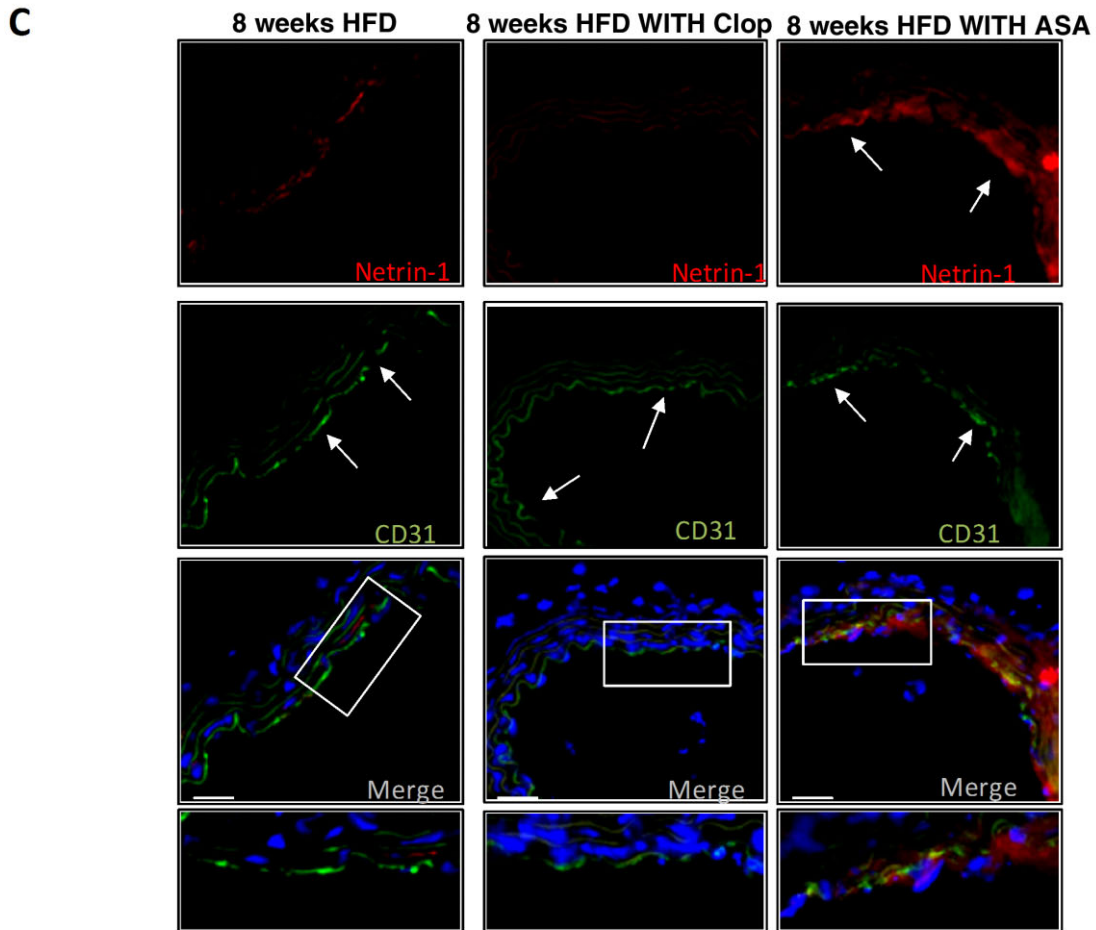 C
8 weeks HFD 8 weeks HFD WITH Clop 8 weeks HFD WITH ASA
Netrin-1 Netrin-1 Netrin-1
CD31 CD31 CD31
Merge Merge Merge